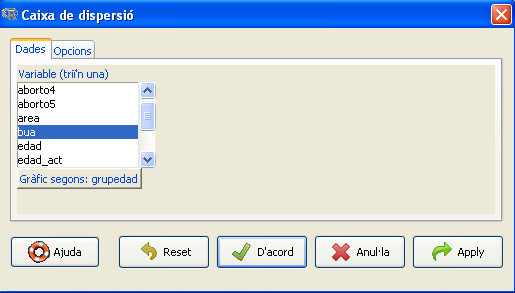 Caixa de dispersió
Dades
Opcions
Variable (trii'n una)
aborto4
aborto5
area
bua
edad
edad_act
Gràfic segons: grupedad
Ajuda
Reset
D'acord
Anul·la
Apply